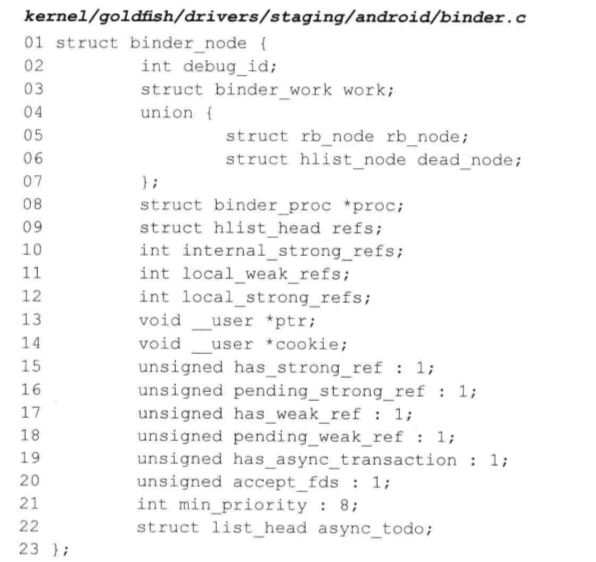 kernel/goldfish/drivers/staging/android/binder.c
01 struct binder_node {
02 int debug_id;
03 struct binder_work work;
04 union {
05 struct rb_node rb_node;
06 struct hlist_node dead_node;
07 };
08 struct binder_proc *proc;
09 struct hlist_head refs;
10 int internal_strong_refs;
11 int local_weak_refs;
12 int local_strong_refs;
13 void __user *ptr;
14 void __user *cookie;
15 unsigned has_strong_ref : 1;
16 unsigned pending_strong_ref : 1;
17 unsigned has_weak_ref : 1;
18 unsigned pending_weak_ref : 1;
19 unsigned has_async_transaction : 1;
20 unsigned accept_fds : 1;
21 int min_priority : 8;
22 struct list_head async_todo;
23 };